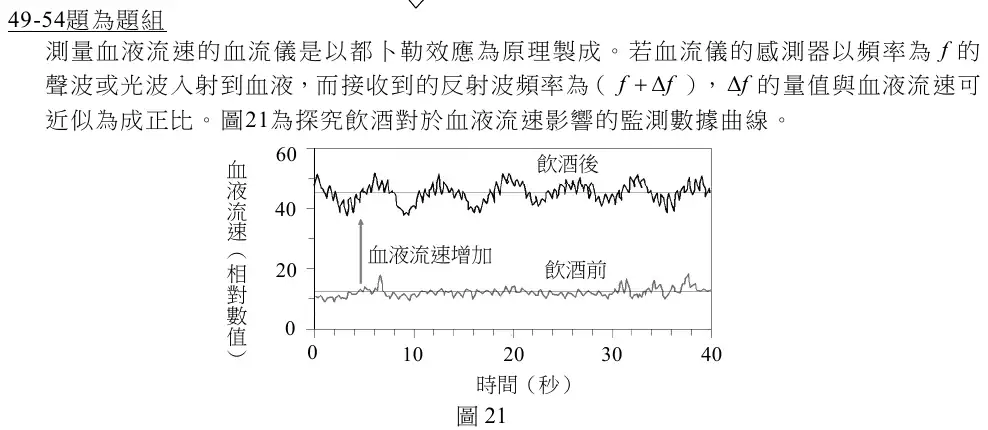 49-54題為題組
測量血液流速的血流儀是以都卜勒效應為原理製成。若血流儀的感測器以頻率為 f 的
聲波或光波入射到血液，而接收到的反射波頻率為（ f + Δf ），Δf 的量值與血液流速可
近似為成正比。圖21為探究飲酒對於血液流速影響的監測數據曲線。
血液流速（相對數值）
60
40
20
0
飲酒後
血液流速增加
飲酒前
0 10 20 30 40
時間（秒）
圖 21